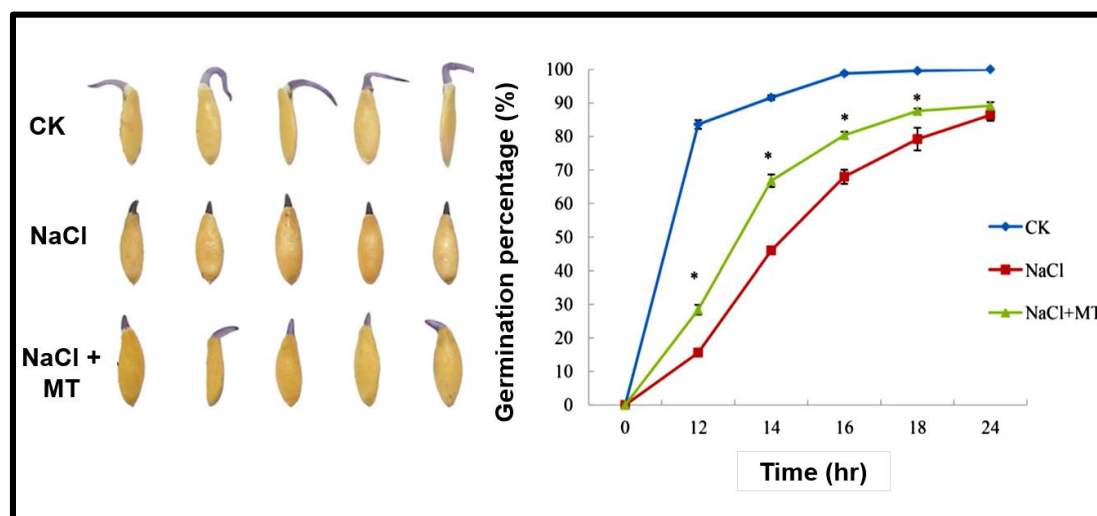 CK
NaCl
NaCl +
MT
Germination percentage (%)
100
90
80
70
60
50
40
30
20
10
0
*
*
*
*
0 12 14 16 18 24
Time (hr)
CK
NaCl
NaCl+MT